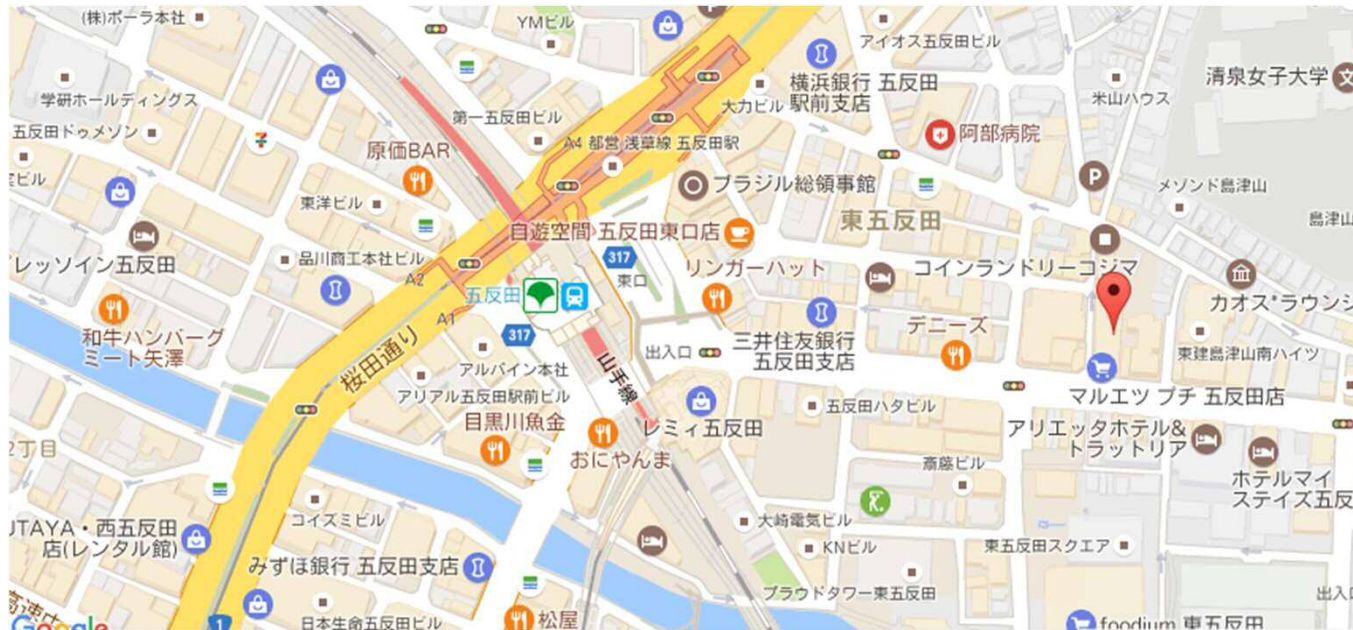 (株)ポーラ本社
YMビル
アイオス五反田ビル
横浜銀行 五反田
駅前支店
清泉女子大学
学研ホールディングス
米山ハウス
大力ビル
第一五反田ビル
五反田ドゥメゾン
A4 都営 浅草線 五反田駅
阿部病院
原価BAR
P
ブラジル総領事館
メゾンド島津山
東洋ビル
東五反田
島津山
自遊空間 五反田東口店
レッソイン五反田
品川商工本社ビル
A2
317
東口
リンガーハット
コインランドリーコジマ
五反田
カオス*ラウンジ
A1
317
和牛ハンバーグ
ミート矢澤
三井住友銀行
五反田支店
デニーズ
出入口
東建島津山南ハイツ
桜田通り
アルバイン本社
山手線
アリアル五反田駅前ビル
マルエツ プチ 五反田店
目黒川魚金
レミィ五反田
五反田ハタビル
アリエッタホテル&
トラットリア
2丁目
おにやんま
斎藤ビル
ホテルマイ
ステイズ五反
コイズミビル
大崎電気ビル
UTAYA・西五反田
店(レンタル館)
KNビル
東五反田スクエア
みずほ銀行 五反田支店
プラウドタワー東五反田
出入口
Google
1
日本生命五反田ビル
松屋
foodium 東五反田